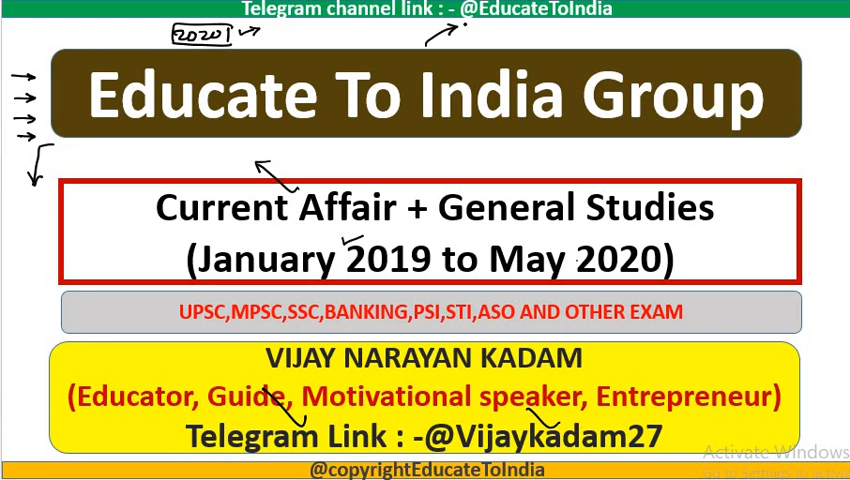 Telegram channel link : - @EducateToIndia
2020
Educate To India Group
Current Affair + General Studies
(January 2019 to May 2020)
UPSC,MPSC,SSC,BANKING,PSI,STI,ASO AND OTHER EXAM
VIJAY NARAYAN KADAM
(Educator, Guide, Motivational speaker, Entrepreneur)
Telegram Link : -@Vijaykadam27
Activate Windows
@copyrightEducateToIndia